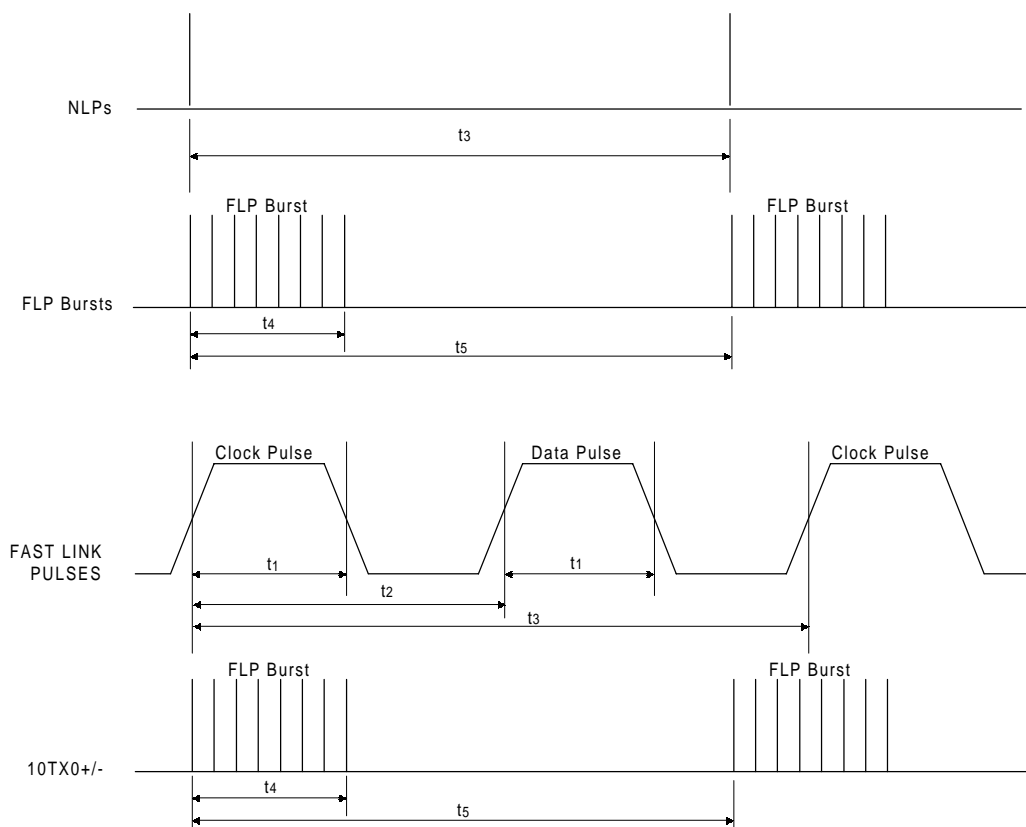 NLPs
t3
FLP Burst
FLP Burst
FLP Bursts
t4
t5
Clock Pulse
Data Pulse
Clock Pulse
FAST LINK
PULSES
t1
t1
t2
t3
FLP Burst
FLP Burst
10TX0+/-
t4
t5